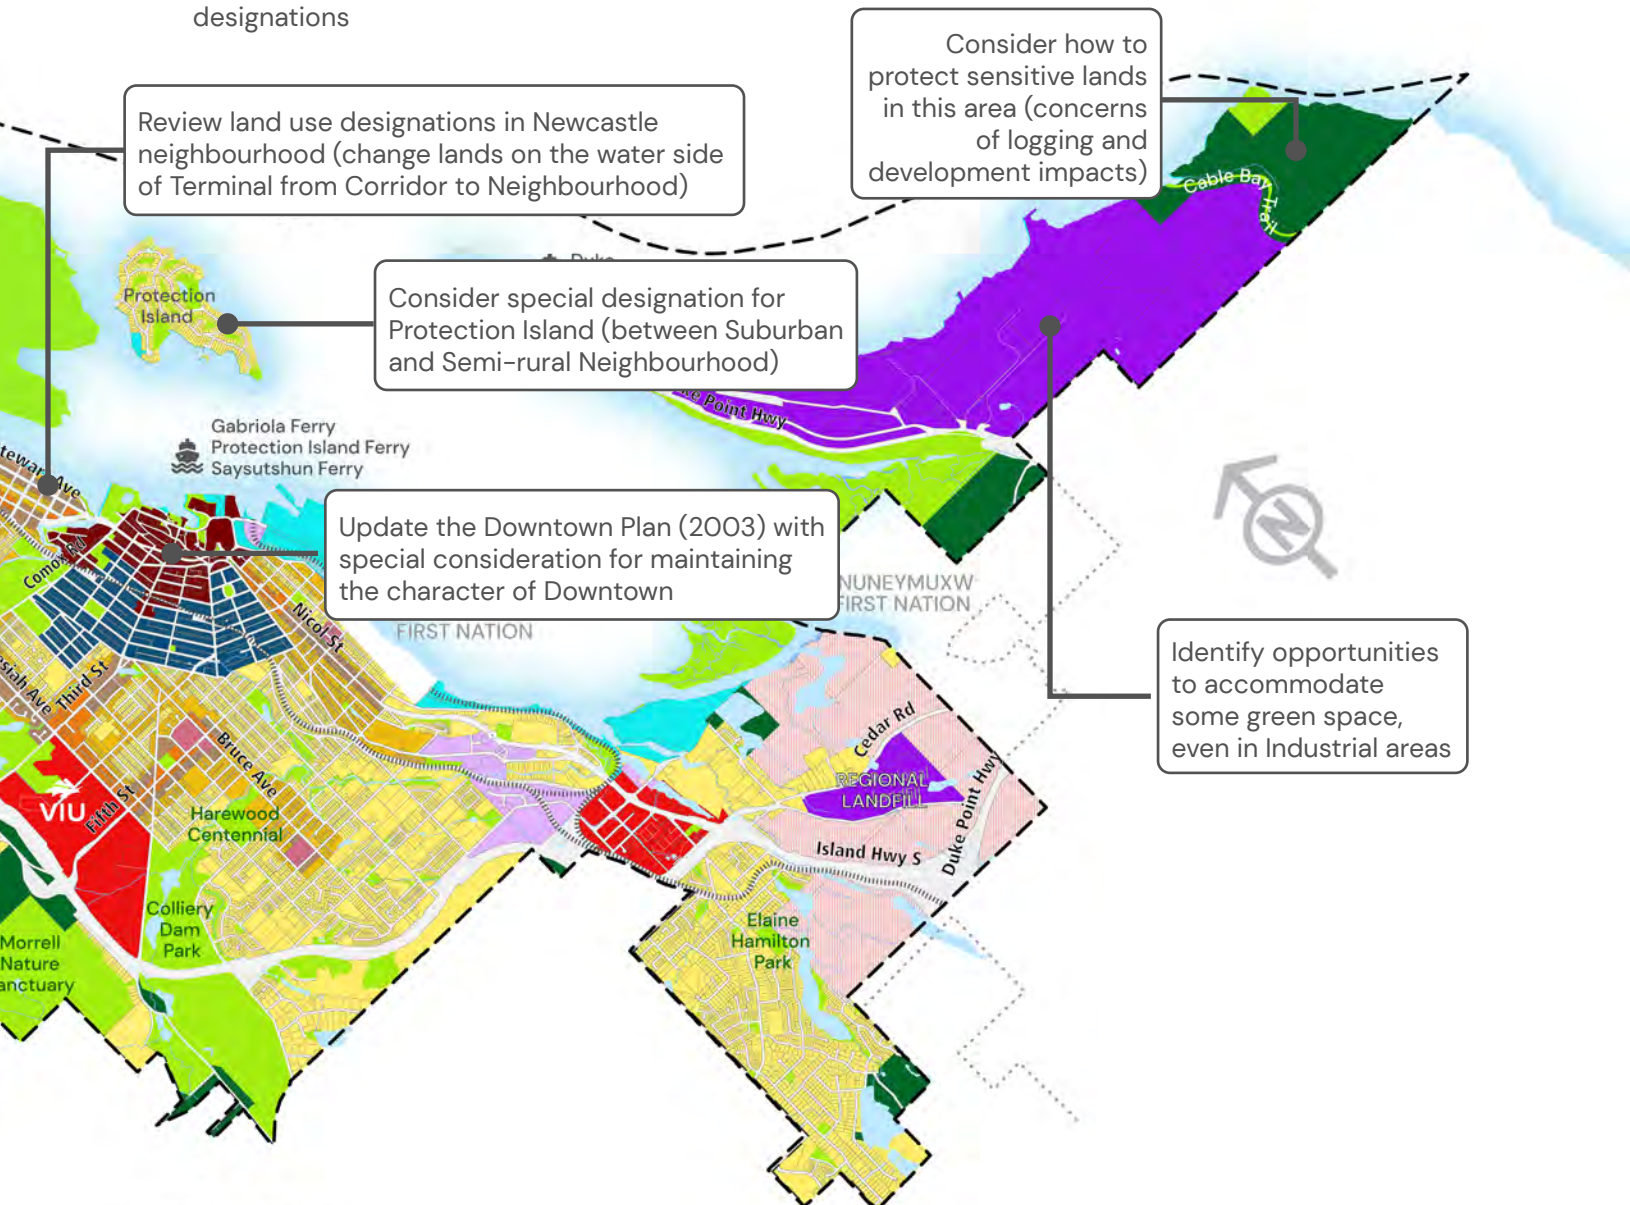 designations
Consider how to
protect sensitive lands
in this area (concerns
of logging and
development impacts)
Review land use designations in Newcastle
neighbourhood (change lands on the water side
of Terminal from Corridor to Neighbourhood)
Cable Bay Trail
Consider special designation for
Protection Island (between Suburban
and Semi-rural Neighbourhood)
Protection
Island
Point Hwy
Gabriola Ferry
Protection Island Ferry
Saysutshun Ferry
Ave
Update the Downtown Plan (2003) with
special consideration for maintaining
the character of Downtown
Comox Rd
N
NUNEYMUXW
FIRST NATION
FIRST NATION
Nicol St
Identify opportunities
to accommodate
some green space,
even in Industrial areas
Ave
Third St
Cedar Rd
Bruce Ave
REGIONAL
LANDFILL
Duke Point Hwy
VIU
Fifth St
Harewood
Centennial
Island Hwy S
Colliery
Dam
Park
Elaine
Hamilton
Park
Morrell
Nature
anctuary